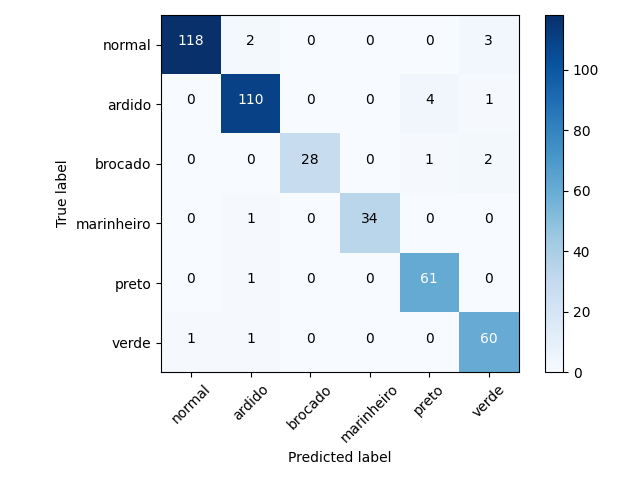 True label
normal 118 2 0 0 0 3
ardido 0 110 0 0 4 1
brocado 0 0 28 0 1 2
marinheiro 0 1 0 34 0 0
preto 0 1 0 0 61 0
verde 1 1 0 0 0 60
normal ardido brocado marinheiro preto verde
Predicted label
100
80
60
40
20
0